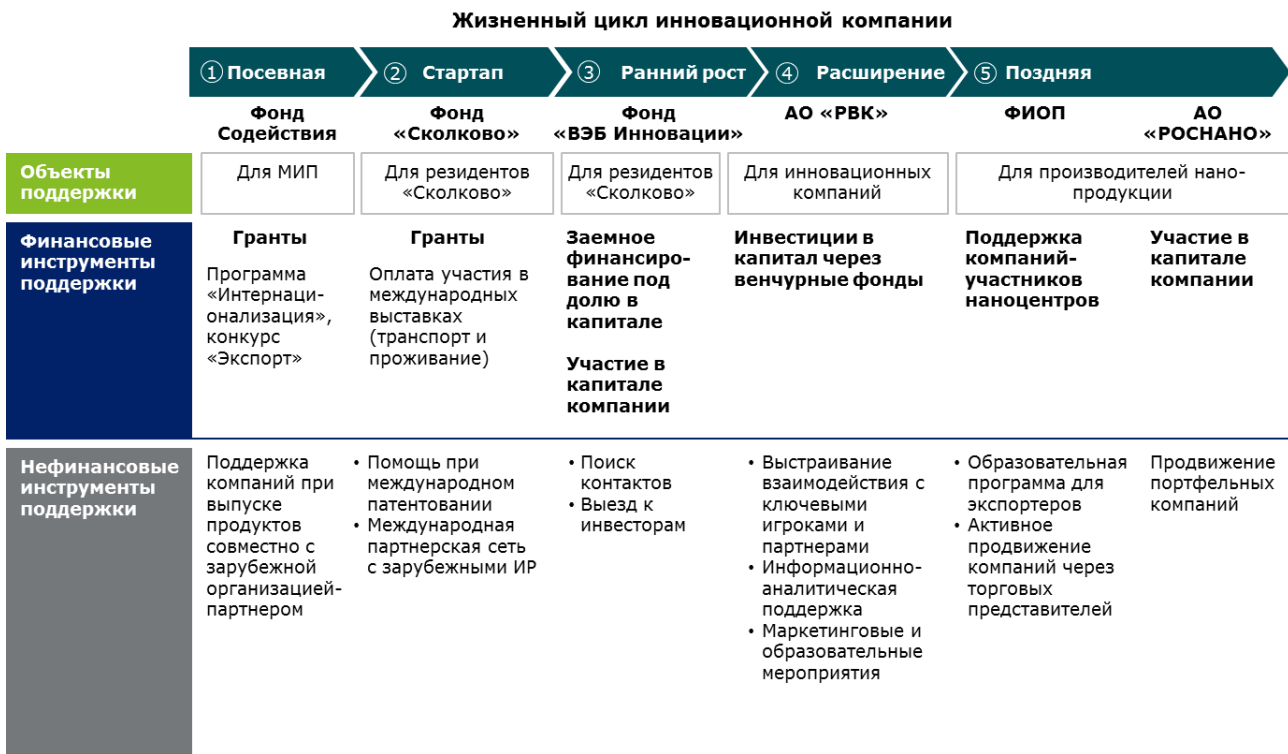 Жизненный цикл инновационной компании
1 Посевная
2 Стартап
3 Ранний рост
4 Расширение
5 Поздняя
Фонд
Содействия
Фонд
«Сколково»
Фонд
«ВЭБ Инновации»
АО «РВК»
ФИОП
АО
«РОСНАНО»
Объекты
поддержки
Для МИП
Для резидентов
«Сколково»
Для резидентов
«Сколково»
Для инновационных
компаний
Для производителей нано-
продукции
Финансовые
инструменты
поддержки
Гранты
Программа
«Интернаци-
онализация»,
конкурс
«Экспорт»
Гранты
Оплата участия в
международных
выставках
(транспорт и
проживание)
Заемное
финансиро-
вание под
долю в
капитале
Участие в
капитале
компании
Инвестиции в
капитал через
венчурные фонды
Поддержка
компаний-
участников
наноцентров
Участие в
капитале
компании
Нефинансовые
инструменты
поддержки
Поддержка
компаний при
выпуске
продуктов
совместно с
зарубежной
организацией-
партнером
• Помощь при
международном
патентовании
• Международная
партнерская сеть
с зарубежными ИР
• Поиск
контактов
• Выезд к
инвесторам
• Выстраивание
взаимодействия с
ключевыми
игроками и
партнерами
• Информационно-
аналитическая
поддержка
• Маркетинговые и
образовательные
мероприятия
• Образовательная
программа для
экспортеров
• Активное
продвижение
компаний через
торговых
представителей
Продвижение
портфельных
компаний